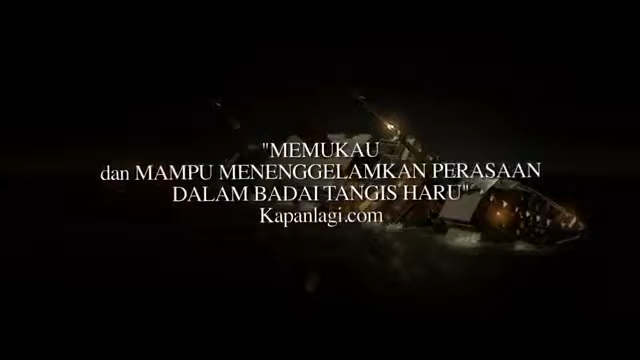 "MEMUKAU
dan MAMPU MENENGGELAMKAN PERASAAN
DALAM BADAI TANGIS HARU"
Kapanlagi.com